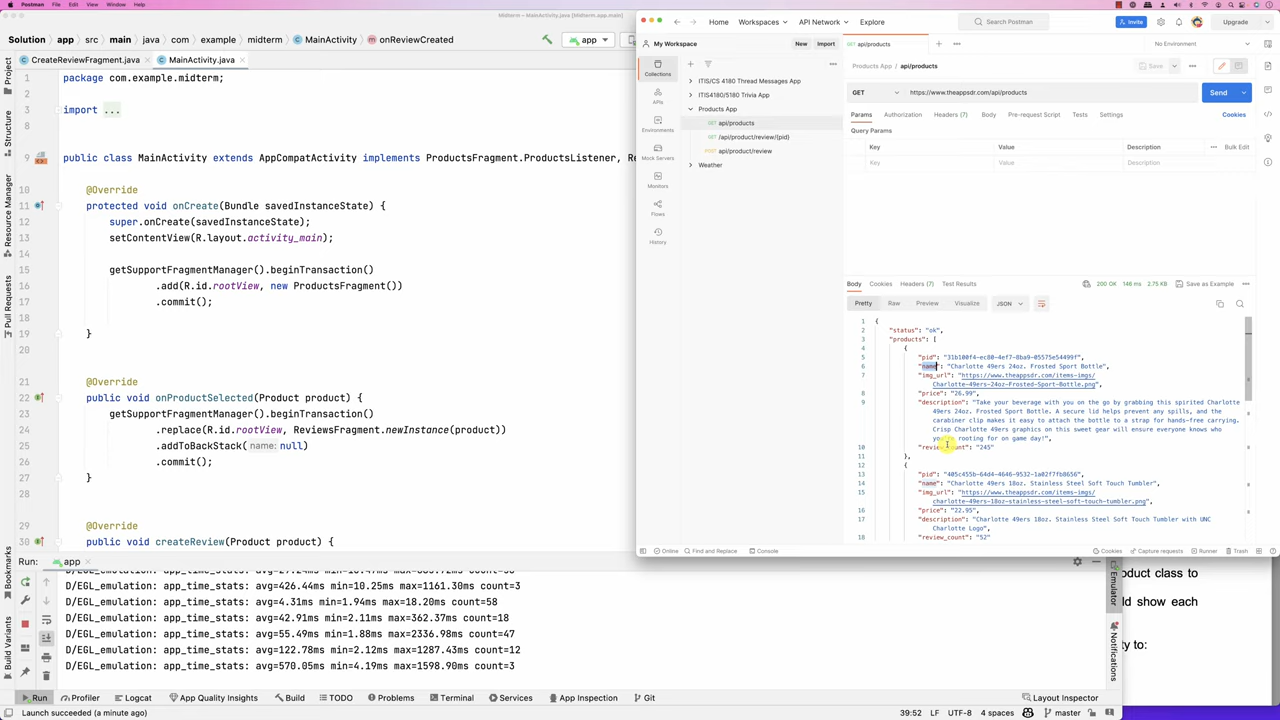 Postman File Edit View Window Help
Midterm – MainActivity.java [Midterm.app.main]
Solution app src main java com example midterm MainActivity onReviewCreated
app
CreateReviewFragment.java MainActivity.java
package com.example.midterm;
3 import ...
public class MainActivity extends AppCompatActivity implements ProductsFragment.ProductsListener, Re
10 @Override
11 protected void onCreate(Bundle savedInstanceState) {
12 super.onCreate(savedInstanceState);
13 setContentView(R.layout.activity_main);
14
15 getSupportFragmentManager().beginTransaction()
16 .add(R.id.rootView, new ProductsFragment())
17 .commit();
18
19 }
20
21
22 @Override
23 public void onProductSelected(Product product) {
24 getSupportFragmentManager().beginTransaction()
.replace(R.id.rootView, ReviewsFragment.newInstance(product))
25 .addToBackStack( name: null)
26 .commit();
27 }
28
29 @Override
30 public void createReview(Product product) {
Project
Structure
Resource Manager
Pull Requests
Bookmarks
Build Variants
Run: app
D/EGL_emulation: app_time_stats: avg=426.44ms min=10.25ms max=16130ms count=3
D/EGL_emulation: app_time_stats: avg=4.31ms min=1.94ms max=18.20ms count=58
D/EGL_emulation: app_time_stats: avg=42.91ms min=2.11ms max=362.37ms count=18
D/EGL_emulation: app_time_stats: avg=55.49ms min=1.88ms max=2336.98ms count=47
D/EGL_emulation: app_time_stats: avg=122.78ms min=2.12ms max=1289.43ms count=12
D/EGL_emulation: app_time_stats: avg=570.05ms min=4.19ms max=1598.90ms count=3
Run Profiler Logcat App Quality Insights Build TODO Problems Terminal Services App Inspection Git Layout Inspector
Launch succeeded (a minute ago) 39:52 LF UTF-8 4 spaces master
Emulator
Notifications
oduct class to
ld show each
ty to:
Home Workspaces API Network Explore Search Postman Invite Upgrade
My Workspace New Import
GET api/products No Environment
Collections
APIs
Environments
Mock Servers
Monitors
Flows
History
ITIS/CS 4180 Thread Messages App
ITIS4180/5180 Trivia App
Products App
GET api/products
GET /api/product/review/{pid}
POST api/product/review
Weather
Products App / api/products Save
GET https://www.theappsdr.com/api/products Send
Params Authorization Headers (7) Body Pre-request Script Tests Settings Cookies
Query Params
Key Value Description Bulk Edit
Key Value Description
Body Cookies Headers (7) Test Results 200 OK 146 ms 2.75 KB Save as Example
Pretty Raw Preview Visualize JSON
1 {
2 "status": "ok",
3 "products": [
4 {
5 "pid": "31b100f4-ec80-4ef7-8ba9-05575e54499f",
6 "name": "Charlotte 49ers 24oz. Frosted Sport Bottle",
7 "img_url": "https://www.theappsdr.com/items-imgs/
Charlotte-49ers-24oz-Frosted-Sport-Bottle.png",
8 "price": "26.99",
9 "description": "Take your beverage with you on the go by grabbing this spirited Charlotte
49ers 24oz. Frosted Sport Bottle. A secure lid helps prevent any spills, and the
carabiner clip makes it easy to attach the bottle to a strap for hands-free carrying.
Crisp Charlotte 49ers graphics on this sweet gear will ensure everyone knows who
rooting for on game day!",
10 "review_count": "245"
11 },
12 {
13 "pid": "405c455b-64d4-4646-9532-1a02f7fb8656",
14 "name": "Charlotte 49ers 18oz. Stainless Steel Soft Touch Tumbler",
15 "img_url": "https://www.theappsdr.com/items-imgs/
charlotte-49ers-18oz-stainless-steel-soft-touch-tumbler.png",
16 "price": "22.95",
17 "description": "Charlotte 49ers 18oz. Stainless Steel Soft Touch Tumbler with UNC
Charlotte Logo",
18 "review_count": "52"
Online Find and Replace Console Cookies Capture requests Runner Trash